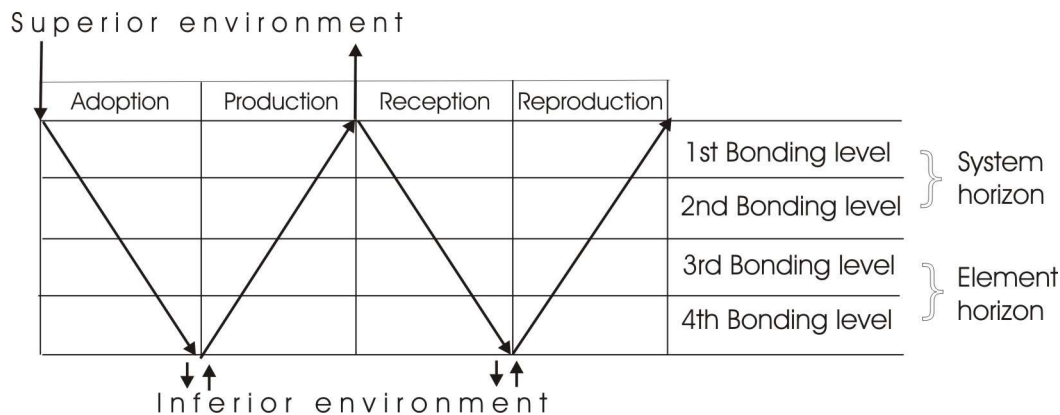 Superior environment
Adoption Production Reception Reproduction
1st Bonding level
2nd Bonding level
System
horizon
3rd Bonding level
4th Bonding level
Element
horizon
Inferior environment